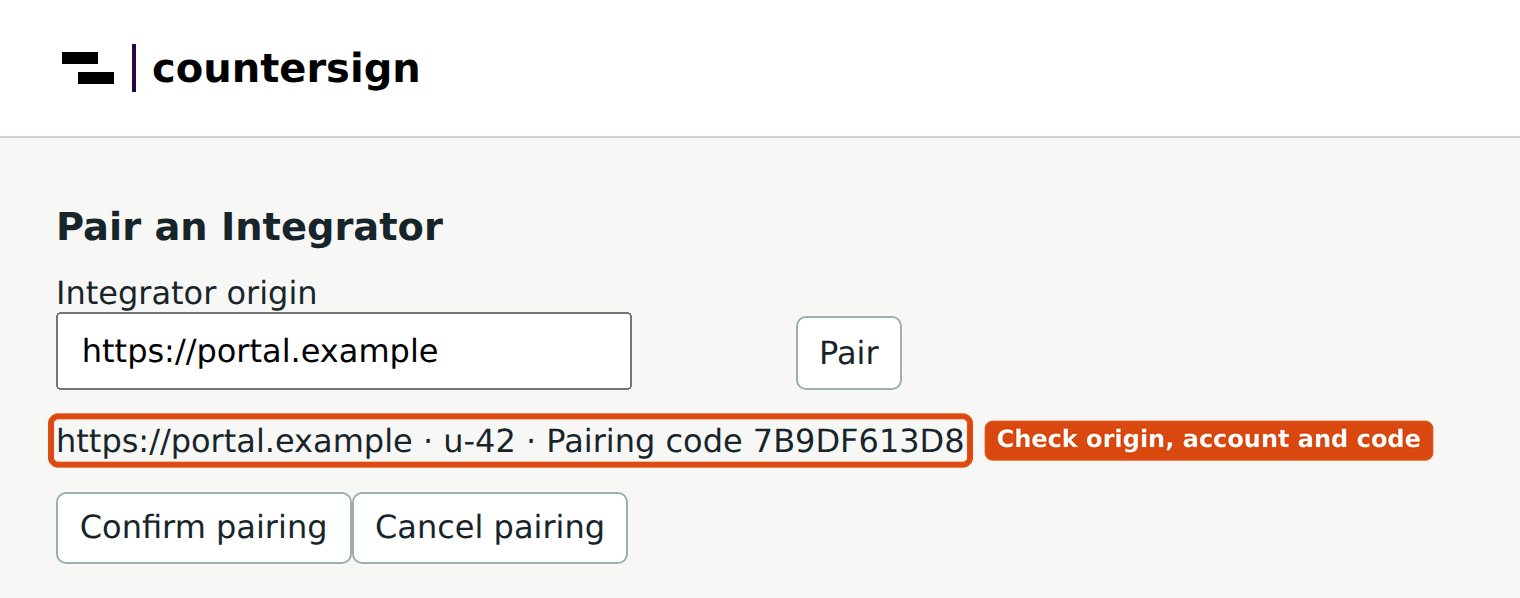 countersign
Pair an Integrator
Integrator origin
https://portal.example
Pair
https://portal.example · u-42 · Pairing code 7B9DF613D8
Check origin, account and code
Confirm pairing
Cancel pairing